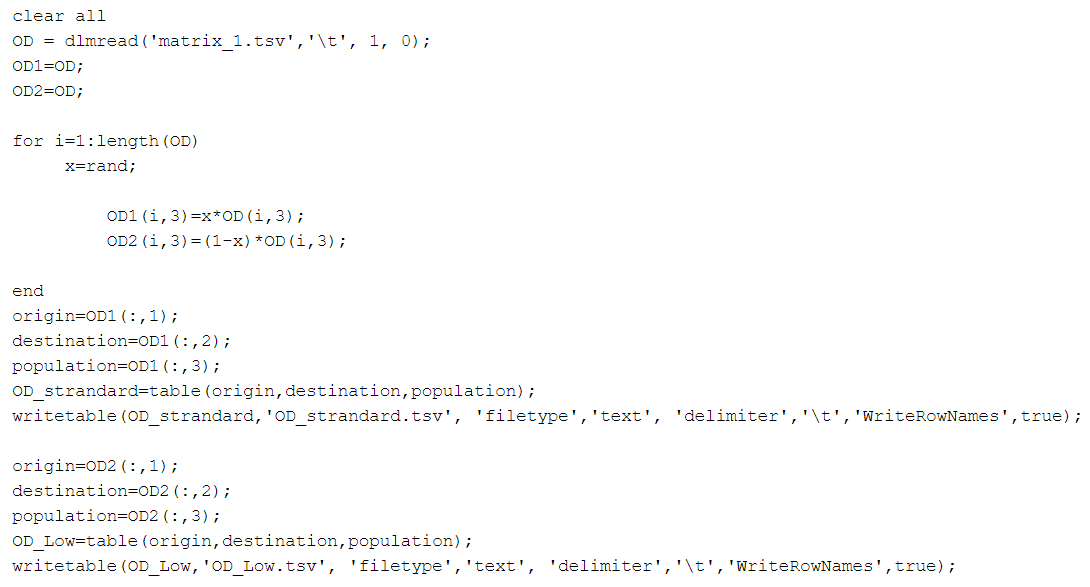 clear all
OD = dlmread('matrix_1.tsv','\t', 1, 0);
OD1=OD;
OD2=OD;
for i=1:length(OD)
x=rand;
OD1(i,3)=x*OD(i,3);
OD2(i,3)=(1-x)*OD(i,3);
end
origin=OD1(:,1);
destination=OD1(:,2);
population=OD1(:,3);
OD_strandard=table(origin,destination,population);
writetable(OD_strandard,'OD_strandard.tsv', 'filetype','text', 'delimiter','\t','WriteRowNames',true);
origin=OD2(:,1);
destination=OD2(:,2);
population=OD2(:,3);
OD_Low=table(origin,destination,population);
writetable(OD_Low,'OD_Low.tsv', 'filetype','text', 'delimiter','\t','WriteRowNames',true);